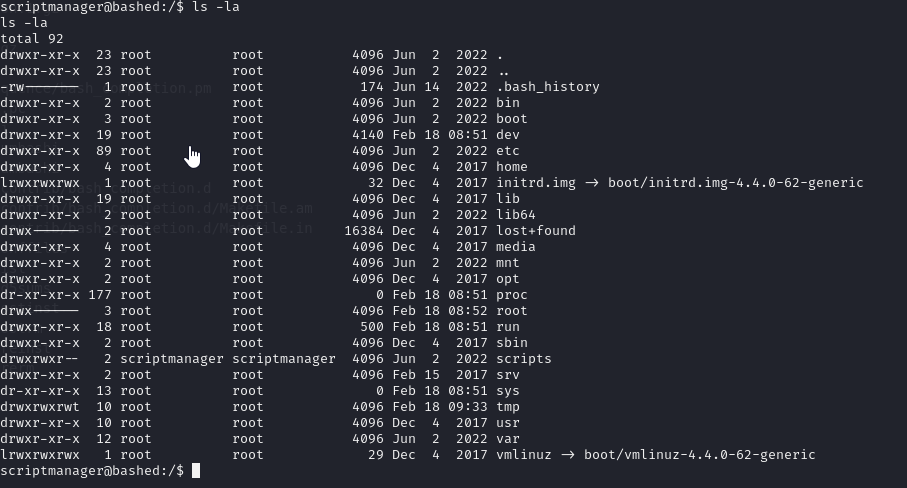 scriptmanager@bashed:/$ ls -la
ls -la
total 92
drwxr-xr-x  23 root          root           4096 Jun  2  2022 .
drwxr-xr-x  23 root          root           4096 Jun  2  2022 ..
-rw-------   1 root          root            174 Jun 14  2022 .bash_history
drwxr-xr-x   2 root          root           4096 Jun  2  2022 bin
drwxr-xr-x   3 root          root           4096 Jun  2  2022 boot
drwxr-xr-x  19 root          root           4140 Feb 18 08:51 dev
drwxr-xr-x  89 root          root           4096 Jun  2  2022 etc
drwxr-xr-x   4 root          root           4096 Dec  4  2017 home
lrwxrwxrwx   1 root          root             32 Dec  4  2017 initrd.img -> boot/initrd.img-4.4.0-62-generic
drwxr-xr-x  19 root          root           4096 Dec  4  2017 lib
drwxr-xr-x   2 root          root           4096 Jun  2  2022 lib64
drwx------   2 root          root          16384 Dec  4  2017 lost+found
drwxr-xr-x   4 root          root           4096 Dec  4  2017 media
drwxr-xr-x   2 root          root           4096 Jun  2  2022 mnt
drwxr-xr-x   2 root          root           4096 Dec  4  2017 opt
dr-xr-xr-x 177 root          root              0 Feb 18 08:51 proc
drwx------   3 root          root           4096 Feb 18 08:52 root
drwxr-xr-x  18 root          root            500 Feb 18 08:51 run
drwxr-xr-x   2 root          root           4096 Dec  4  2017 sbin
drwxrwxr--   2 scriptmanager scriptmanager  4096 Jun  2  2022 scripts
drwxr-xr-x   2 root          root           4096 Feb 15  2017 srv
dr-xr-xr-x  13 root          root              0 Feb 18 08:51 sys
drwxrwxrwt  10 root          root           4096 Feb 18 09:33 tmp
drwxr-xr-x  10 root          root           4096 Dec  4  2017 usr
drwxr-xr-x  12 root          root           4096 Jun  2  2022 var
lrwxrwxrwx   1 root          root             29 Dec  4  2017 vmlinuz -> boot/vmlinuz-4.4.0-62-generic
scriptmanager@bashed:/$